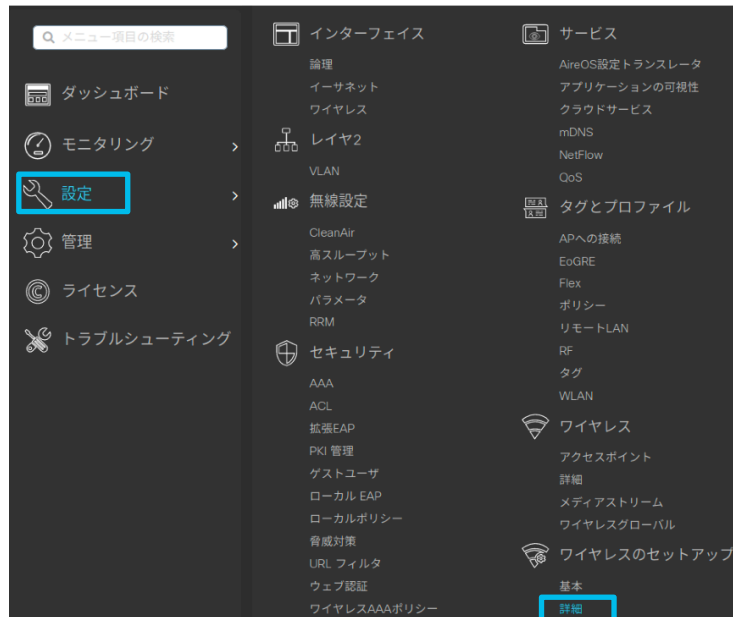 メニュー項目の検索
ダッシュボード
モニタリング
設定
管理
ライセンス
トラブルシューティング
インターフェイス
論理
イーサネット
ワイヤレス
レイヤ2
VLAN
無線設定
CleanAir
高スループット
ネットワーク
パラメータ
RRM
セキュリティ
AAA
ACL
拡張EAP
PKI 管理
ゲストユーザ
ローカル EAP
ローカルポリシー
脅威対策
URL フィルタ
ウェブ認証
ワイヤレスAAAポリシー
サービス
AireOS設定トランスレータ
アプリケーションの可視性
クラウドサービス
mDNS
NetFlow
QoS
タグとプロファイル
APへの接続
EoGRE
Flex
ポリシー
リモートLAN
RF
タグ
WLAN
ワイヤレス
アクセスポイント
詳細
メディアストリーム
ワイヤレスグローバル
ワイヤレスのセットアップ
基本
詳細